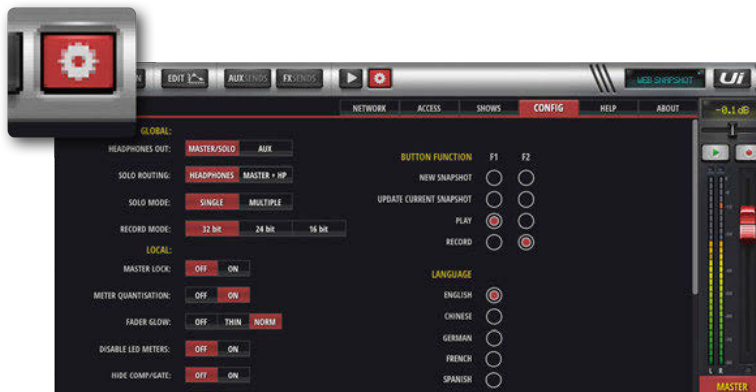 EDIT
AUX SENDS
FX SENDS
WEB SNAPSHOT
Ui
NETWORK
ACCESS
SHOWS
CONFIG
HELP
ABOUT
-0.1 dB
GLOBAL:
HEADPHONES OUT: MASTER/SOLO AUX
SOLO ROUTING: HEADPHONES MASTER + HP
SOLO MODE: SINGLE MULTIPLE
RECORD MODE: 32 bit 24 bit 16 bit
LOCAL:
MASTER LOCK: OFF ON
METER QUANTISATION: OFF ON
FADER GLOW: OFF THIN NORM
DISABLE LED METERS: OFF ON
HIDE COMP/GATE: OFF ON
BUTTON FUNCTION F1 F2
NEW SNAPSHOT
UPDATE CURRENT SNAPSHOT
PLAY
RECORD
LANGUAGE
ENGLISH
CHINESE
GERMAN
FRENCH
SPANISH
L R
MASTER